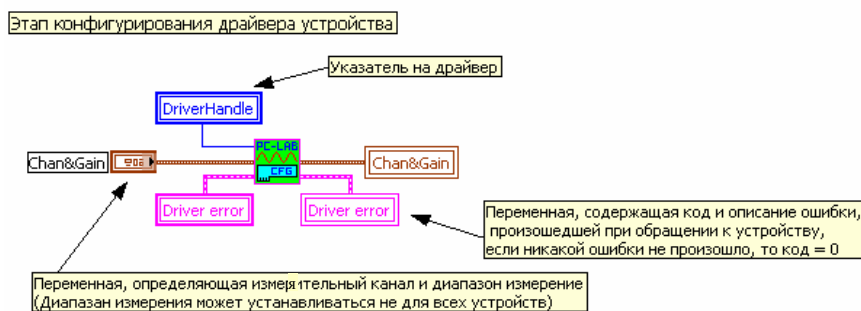 Этап конфигурирования драйвера устройства
Указатель на драйвер
DriverHandle
PC-LAB
Chan&Gain
Chan&Gain
CFG
Driver error
Driver error
Переменная, содержащая код и описание ошибки,
произошедшей при обращении к устройству,
если никакой ошибки не произошло, то код = 0
Переменная, определяющая измерительный канал и диапазон измерение
(Диапазан измерения может устанавливаться не для всех устройств)